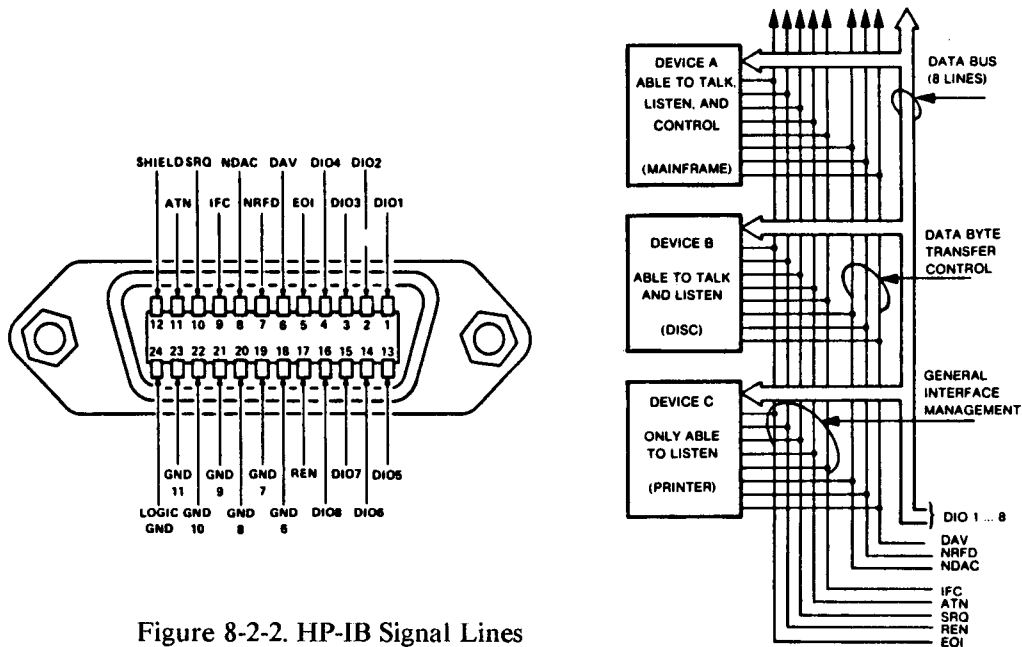 SHIELD SRQ NDAC DAV DIO4 DIO2
ATN IFC NRFD EOI DIO3 DIO1
12 11 10 9 8 7 6 5 4 3 2 1
24 23 22 21 20 19 18 17 16 15 14 13
GND 11 GND 9 GND 7 REN DIO7 DIO5
LOGIC GND GND 10 GND 8 GND 6 DIO8 DIO6
Figure 8-2-2. HP-IB Signal Lines
DEVICE A
ABLE TO TALK,
LISTEN, AND
CONTROL
(MAINFRAME)
DATA BUS
(8 LINES)
DEVICE B
ABLE TO TALK
AND LISTEN
(DISC)
DATA BYTE
TRANSFER
CONTROL
DEVICE C
ONLY ABLE
TO LISTEN
(PRINTER)
GENERAL
INTERFACE
MANAGEMENT
DIO 1 ... 8
DAV
NRFD
NDAC
IFC
ATN
SRQ
REN
EOI